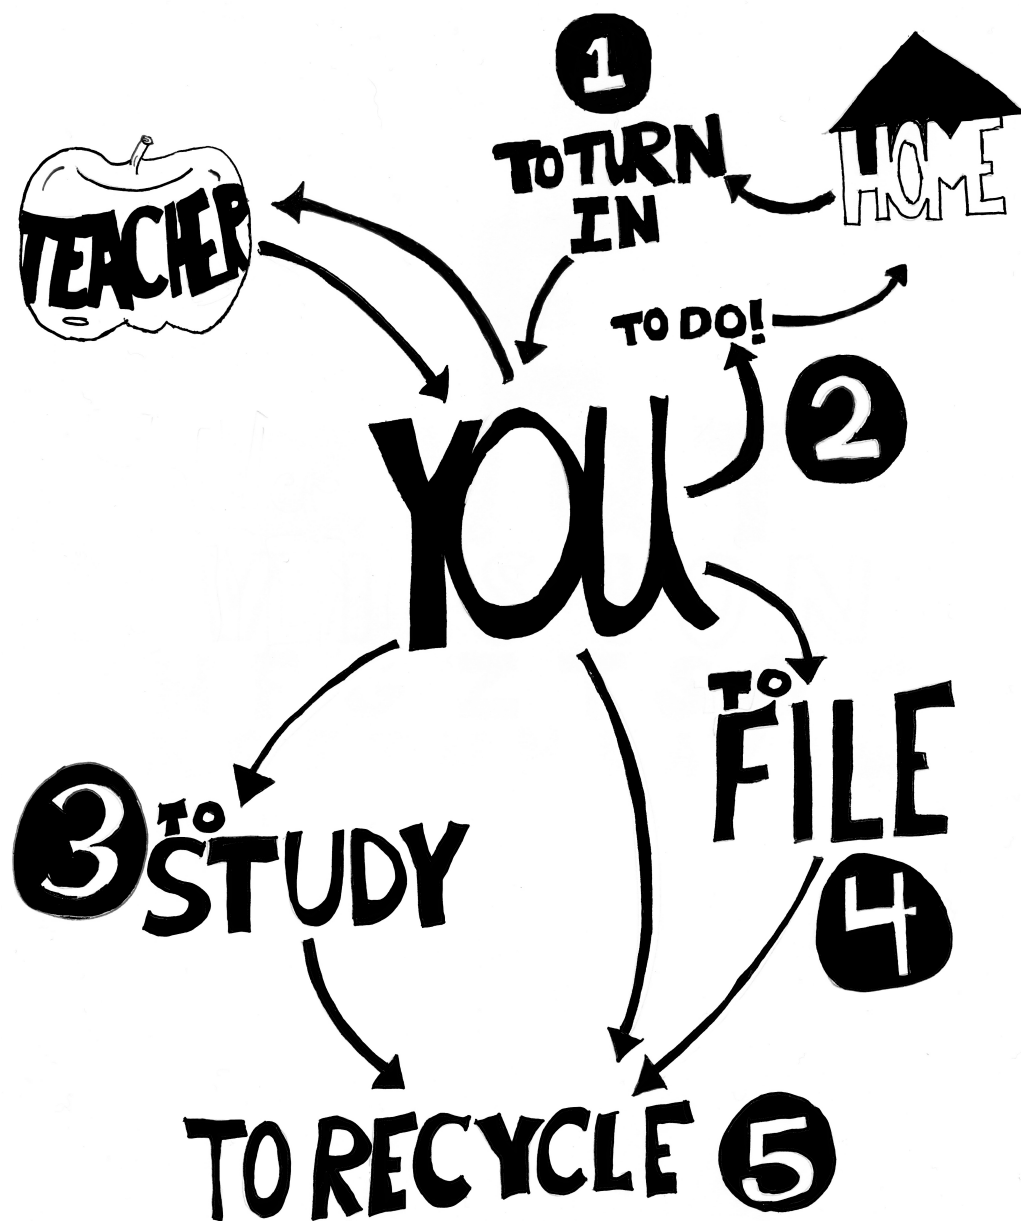 1
TO TURN
IN
HOME
TEACHER
TO DO!
2
YOU
TO
FILE
3
TO
STUDY
4
TO RECYCLE 5